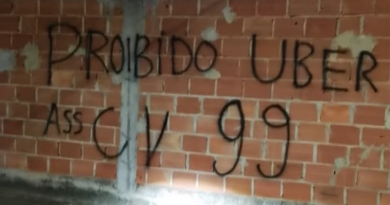 PROIBIDO UBER
Ass CV 99